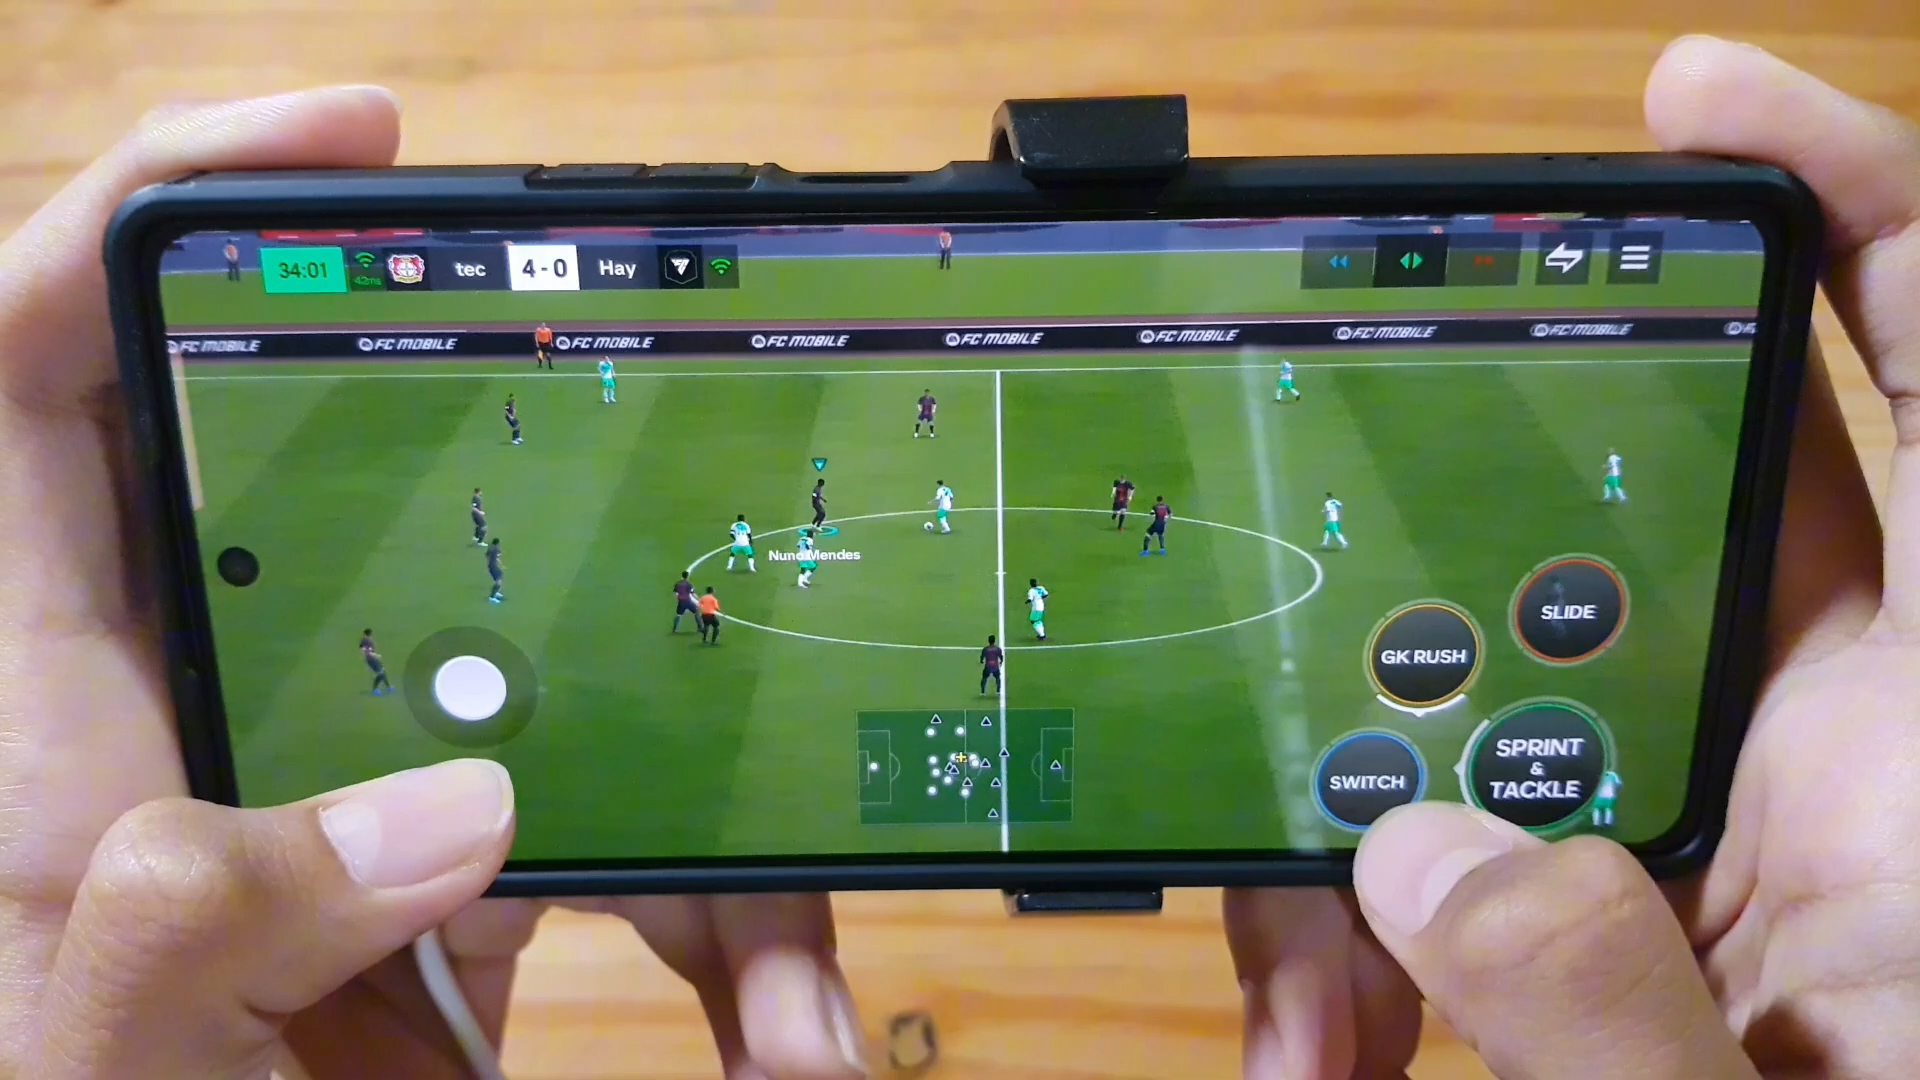 34:01
42ms
tec
4 - 0
Hay
FC MOBILE
FC MOBILE
FC MOBILE
FC MOBILE
FC MOBILE
FC MOBILE
FC MOBILE
FC MOBILE
Nuno Mendes
SLIDE
GK RUSH
SPRINT
&
TACKLE
SWITCH